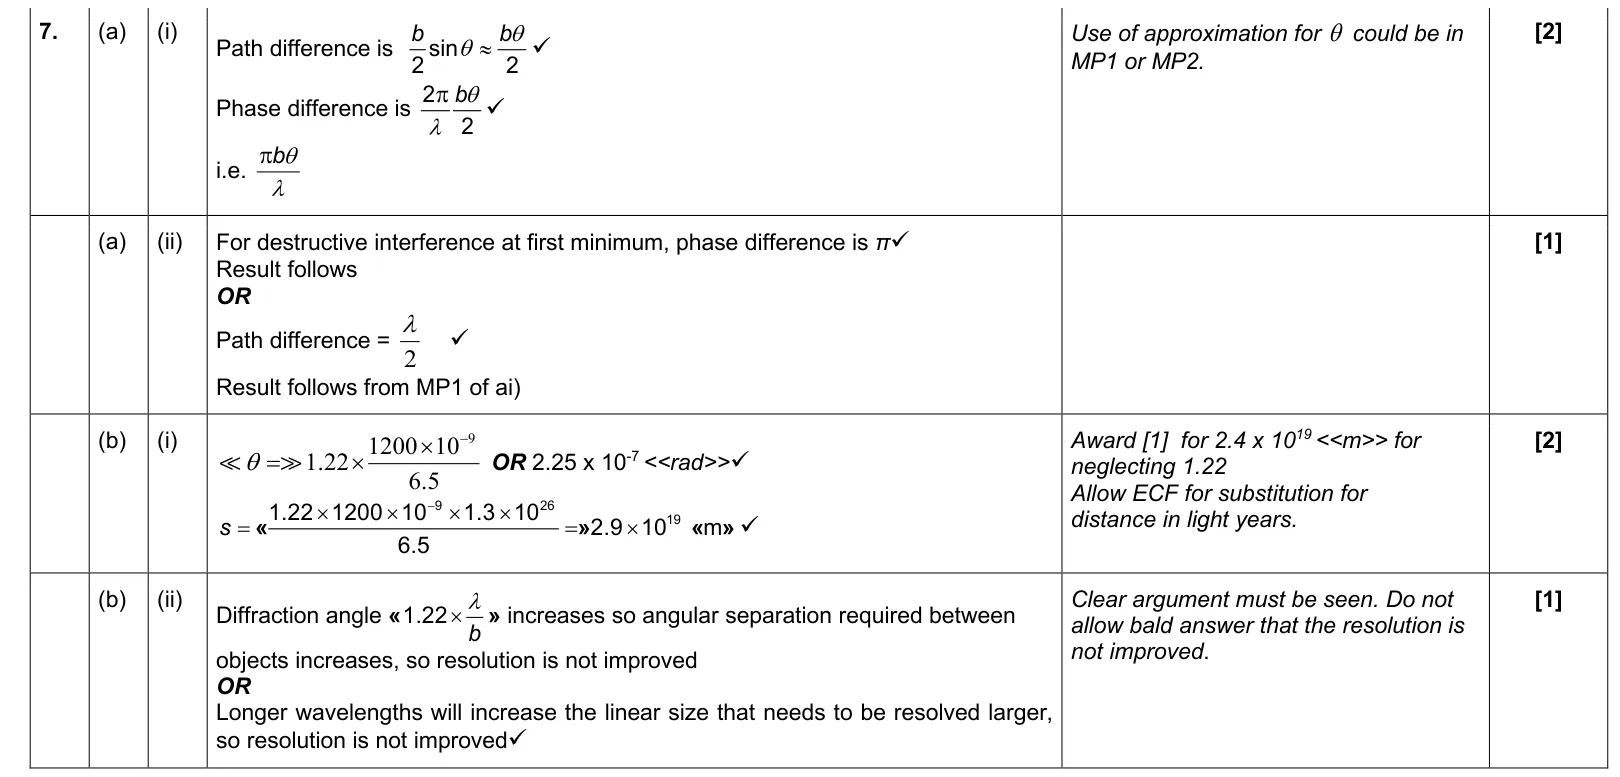 7. (a) (i) Path difference is b/2 sinθ ≈ bθ/2 ✓ Use of approximation for θ could be in [2]
MP1 or MP2.
Phase difference is 2π/λ bθ/2 ✓
i.e. πbθ/λ
(a) (ii) For destructive interference at first minimum, phase difference is π✓ [1]
Result follows
OR
Path difference = λ/2 ✓
Result follows from MP1 of ai)
(b) (i) ≪ θ =≫ 1.22 × 1200×10⁻⁹/6.5 OR 2.25 x 10⁻⁷ <<rad>>✓ Award [1] for 2.4 x 10¹⁹ <<m>> for [2]
neglecting 1.22
Allow ECF for substitution for
distance in light years.
s = «1.22×1200×10⁻⁹×1.3×10²⁶/6.5 =»2.9×10¹⁹ «m» ✓
(b) (ii) Diffraction angle «1.22× λ/b » increases so angular separation required between Clear argument must be seen. Do not [1]
allow bald answer that the resolution is
not improved.
objects increases, so resolution is not improved
OR
Longer wavelengths will increase the linear size that needs to be resolved larger,
so resolution is not improved✓